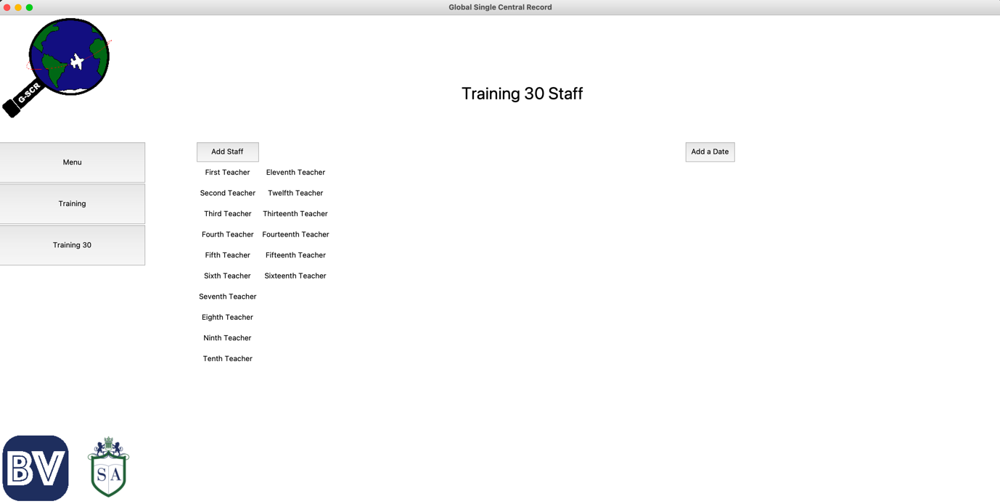 Global Single Central Record
G-SCR
Training 30 Staff
Menu
Training
Training 30
Add Staff
Add a Date
First Teacher Eleventh Teacher
Second Teacher Twelfth Teacher
Third Teacher Thirteenth Teacher
Fourth Teacher Fourteenth Teacher
Fifth Teacher Fifteenth Teacher
Sixth Teacher Sixteenth Teacher
Seventh Teacher
Eighth Teacher
Ninth Teacher
Tenth Teacher
BV
SA